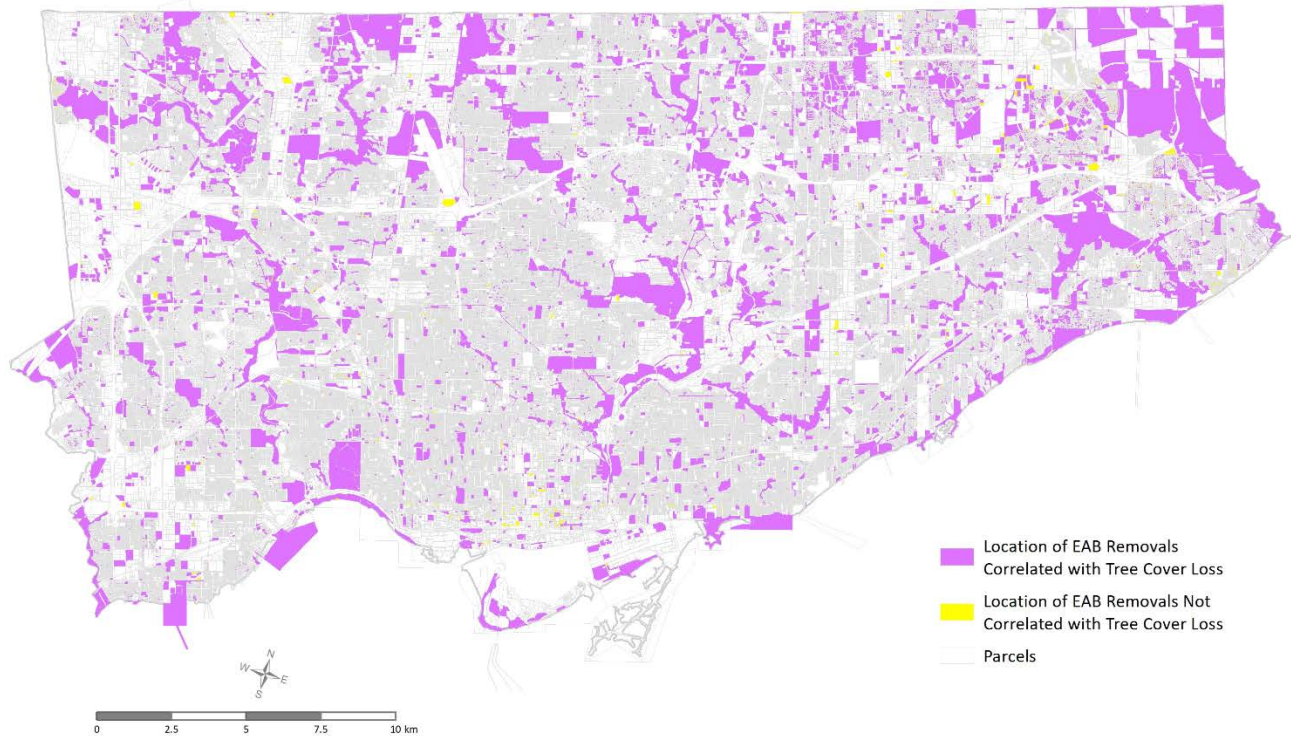 Location of EAB Removals
Correlated with Tree Cover Loss
Location of EAB Removals Not
Correlated with Tree Cover Loss
Parcels
N
W
E
S
0 2.5 5 7.5 10 km